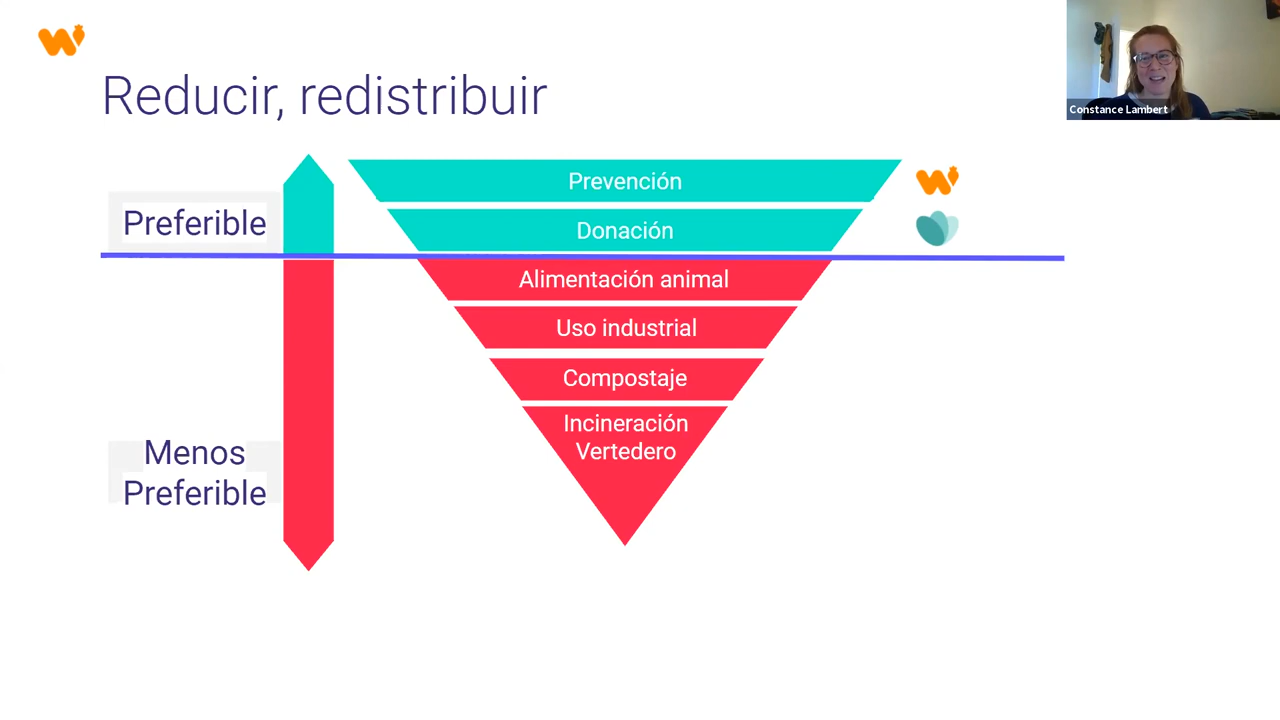 Reducir, redistribuir
Constance Lambert
Preferible
Menos
Preferible
Prevención
Donación
Alimentación animal
Uso industrial
Compostaje
Incineración
Vertedero